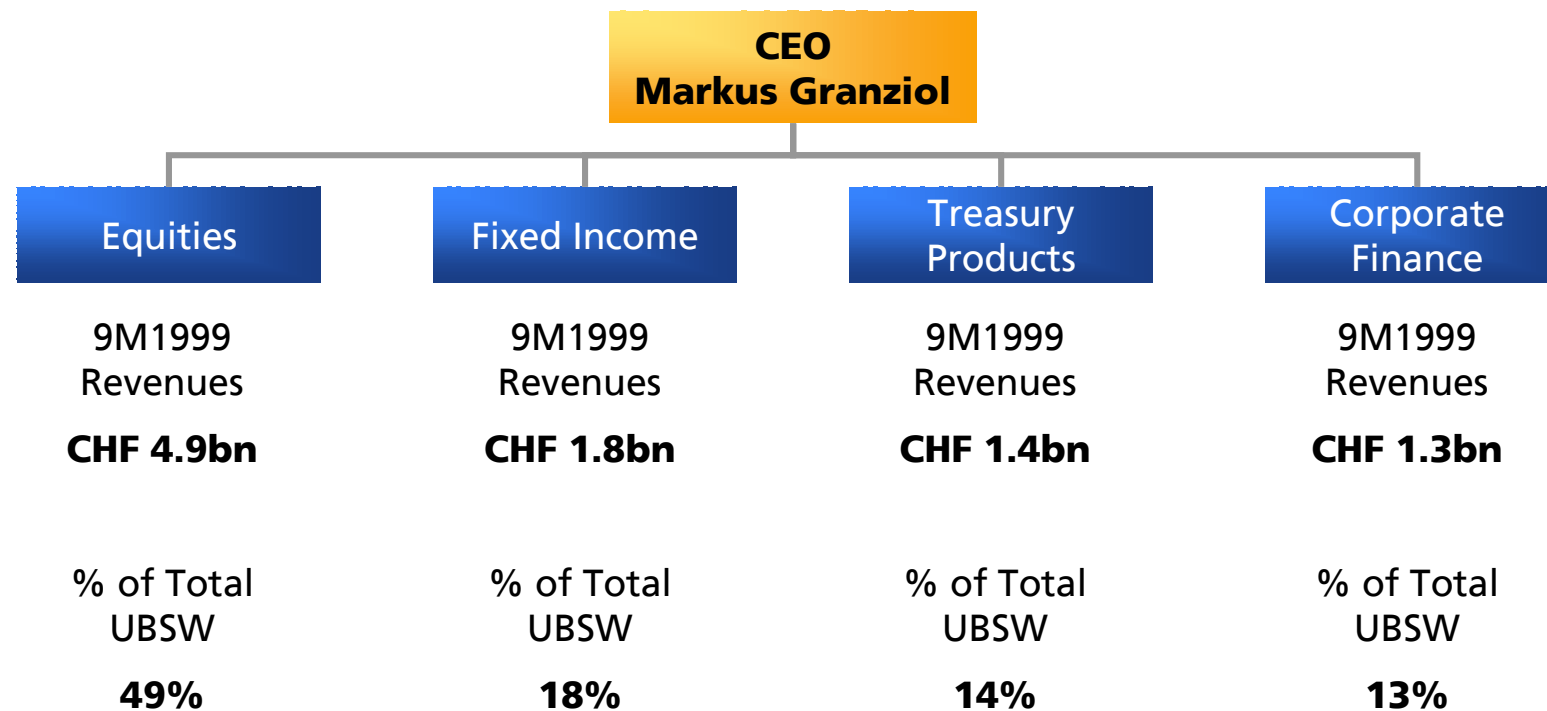 CEO
Markus Granziol
Equities
9M1999
Revenues
CHF 4.9bn
% of Total
UBSW
49%
Fixed Income
9M1999
Revenues
CHF 1.8bn
% of Total
UBSW
18%
Treasury
Products
9M1999
Revenues
CHF 1.4bn
% of Total
UBSW
14%
Corporate
Finance
9M1999
Revenues
CHF 1.3bn
% of Total
UBSW
13%